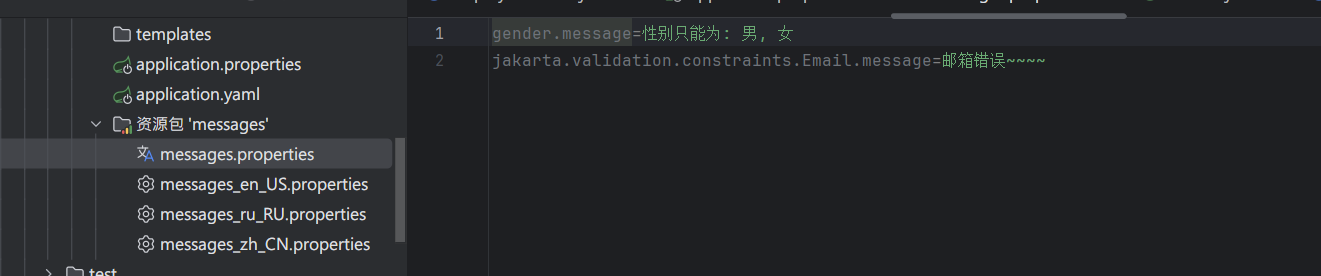 templates
application.properties
application.yaml
资源包 'messages'
messages.properties
messages_en_US.properties
messages_ru_RU.properties
messages_zh_CN.properties
test
1 gender.message=性别只能为: 男, 女
2 jakarta.validation.constraints.Email.message=邮箱错误~~~~